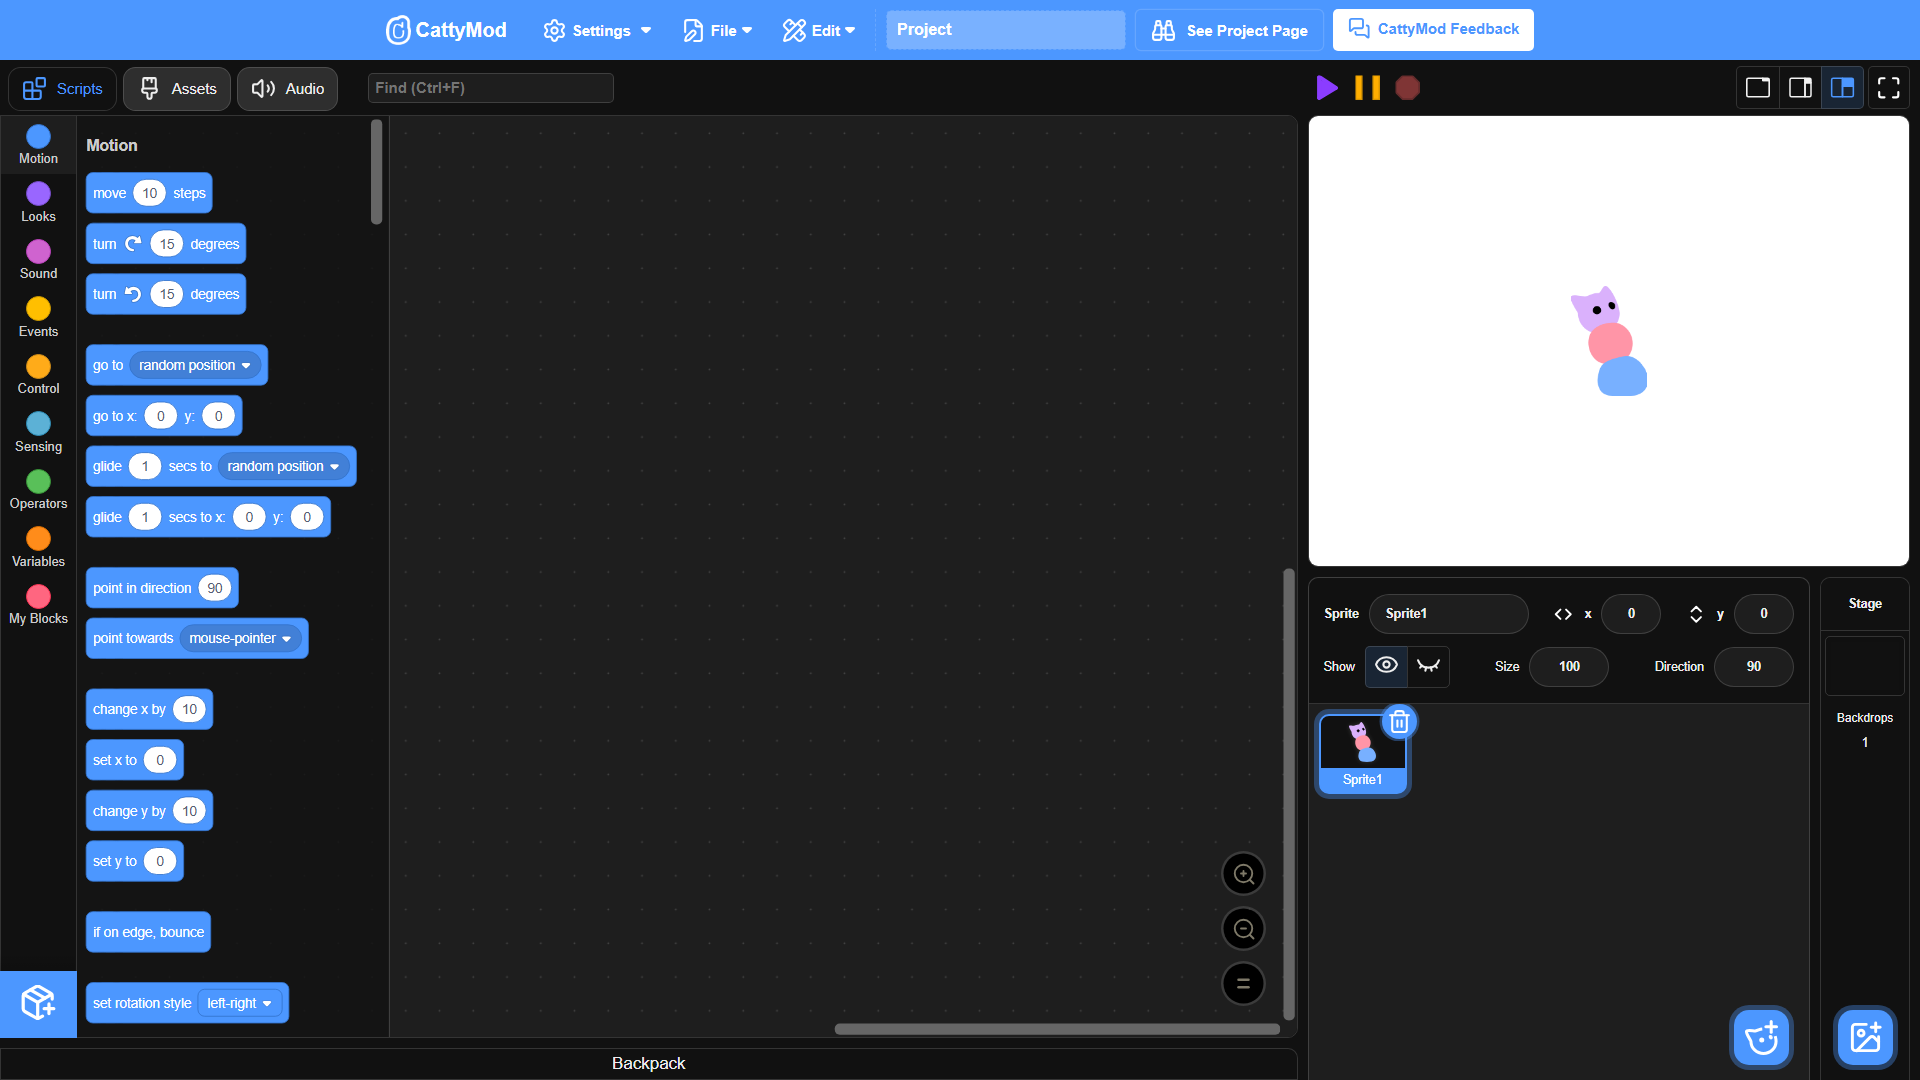 CattyMod
Settings
File
Edit
Project
See Project Page
CattyMod Feedback
Scripts
Assets
Audio
Find (Ctrl+F)
Motion
Looks
Sound
Events
Control
Sensing
Operators
Variables
My Blocks
Motion
move 10 steps
turn 15 degrees
turn 15 degrees
go to random position
go to x: 0 y: 0
glide 1 secs to random position
glide 1 secs to x: 0 y: 0
point in direction 90
point towards mouse-pointer
change x by 10
set x to 0
change y by 10
set y to 0
if on edge, bounce
set rotation style left-right
Backpack
Sprite Sprite1 x 0 y 0
Show Size 100 Direction 90
Sprite1
Stage
Backdrops
1